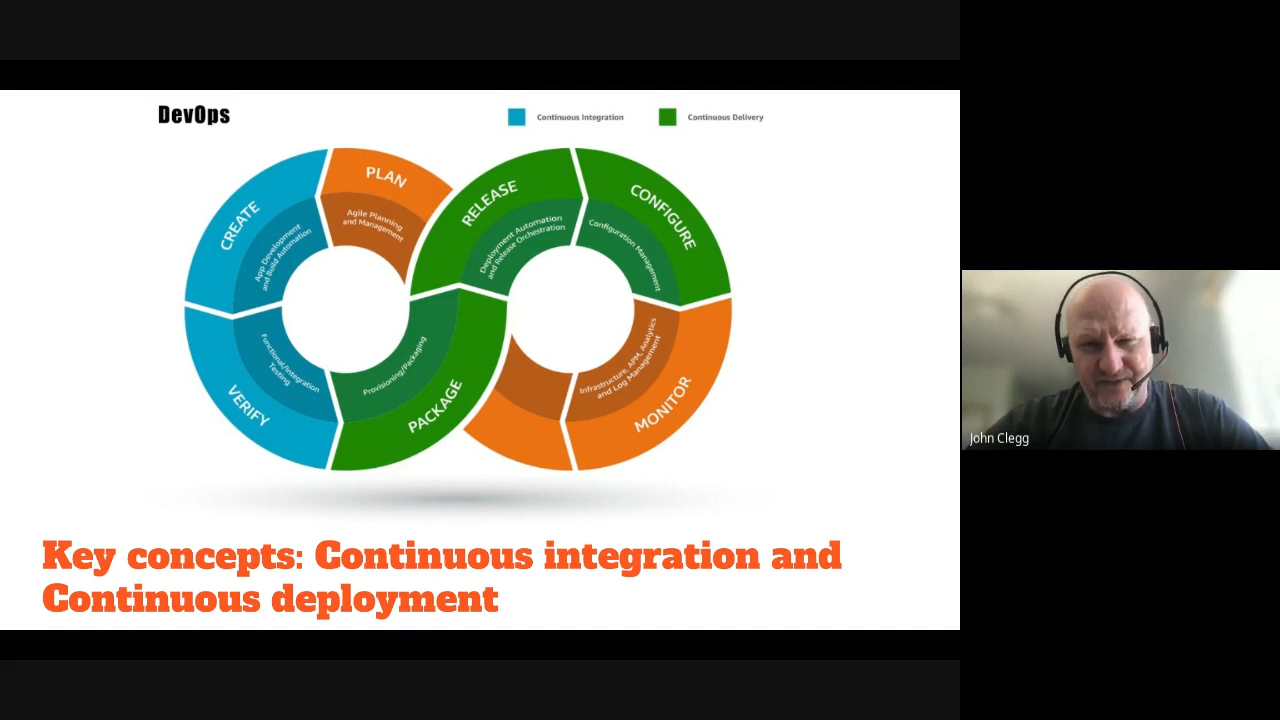 DevOps
Continuous Integration
Continuous Delivery
PLAN
Agile Planning
and Management
CREATE
App Development
and Build Automation
VERIFY
Functional/Integration
Testing
PACKAGE
Provisioning/Packaging
RELEASE
Deployment Automation
and Release Orchestration
CONFIGURE
Configuration Management
MONITOR
Infrastructure, APM, Analytics
and Log Management
John Clegg
Key concepts: Continuous integration and
Continuous deployment